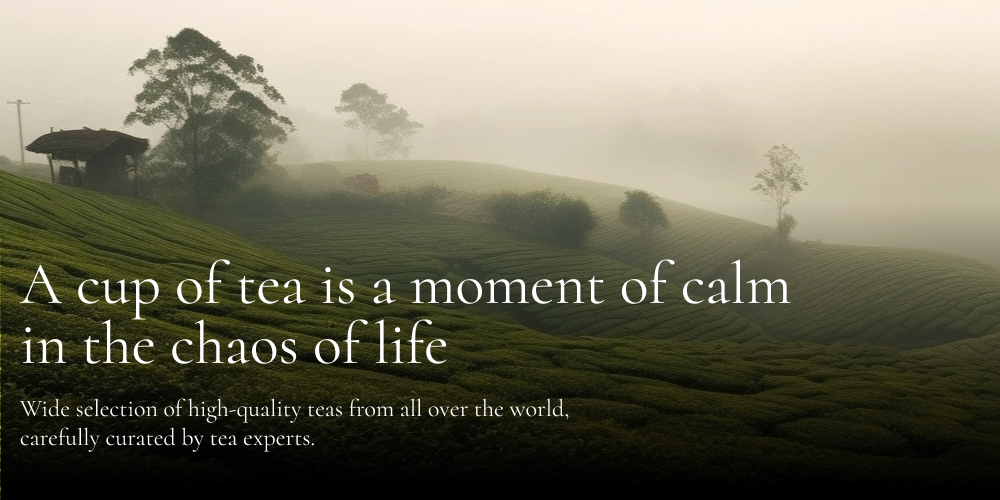 A cup of tea is a moment of calm
in the chaos of life
Wide selection of high-quality teas from all over the world,
carefully curated by tea experts.